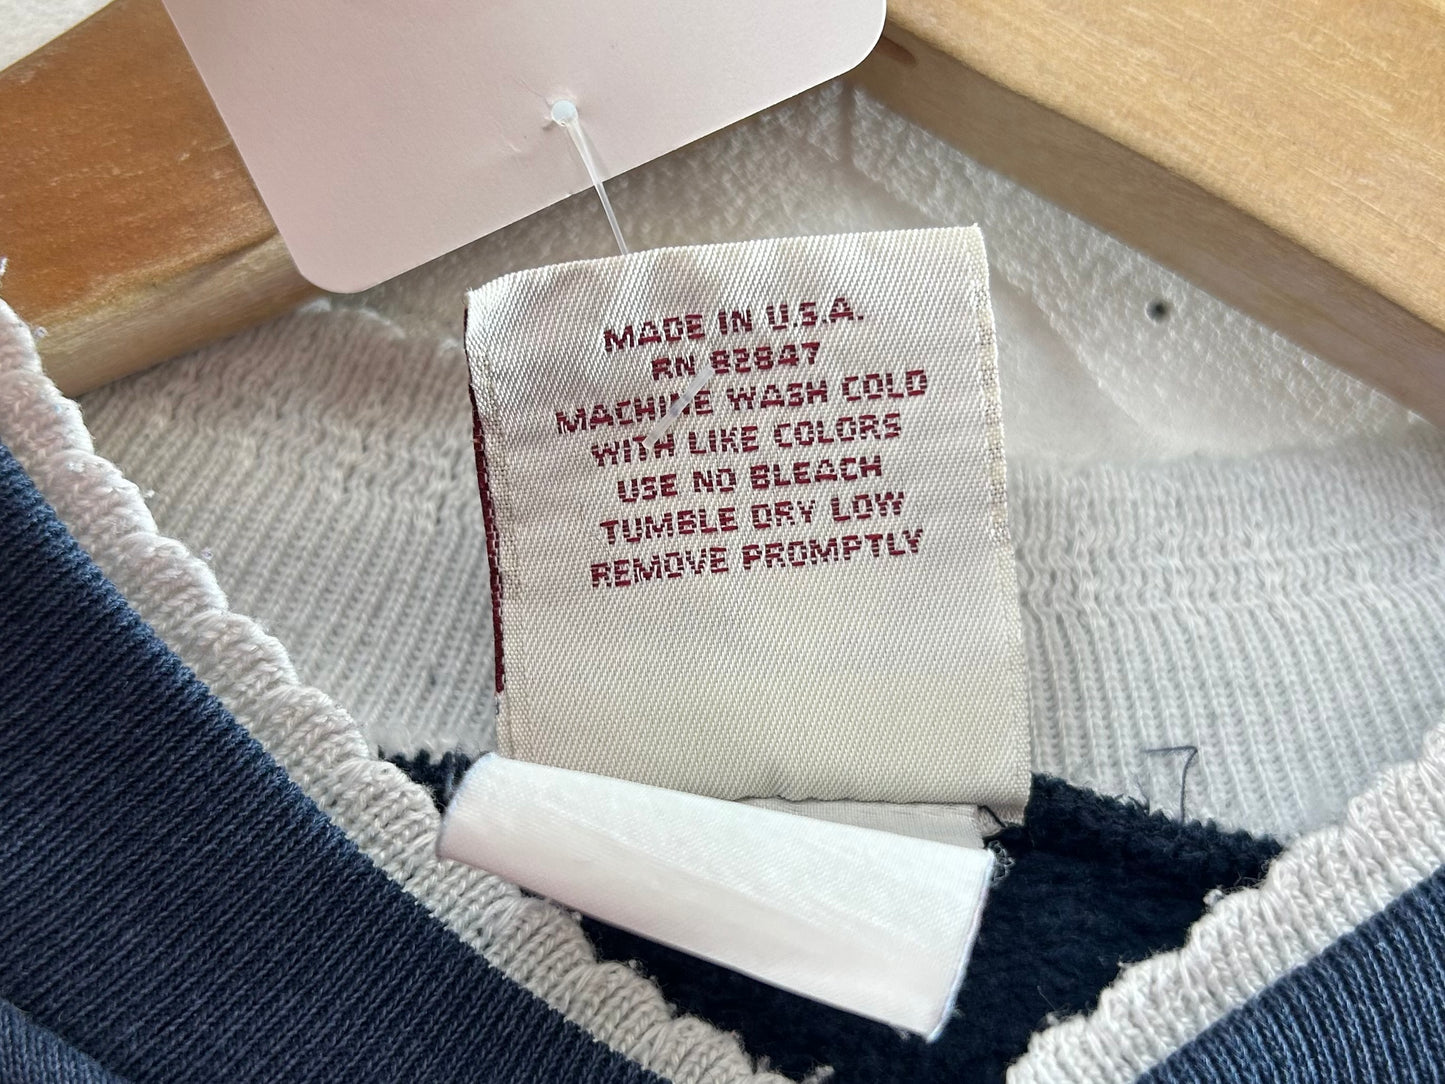 MADE IN U.S.A.
RN 82847
MACHINE WASH COLD
WITH LIKE COLORS
USE NO BLEACH
TUMBLE DRY LOW
REMOVE PROMPTLY